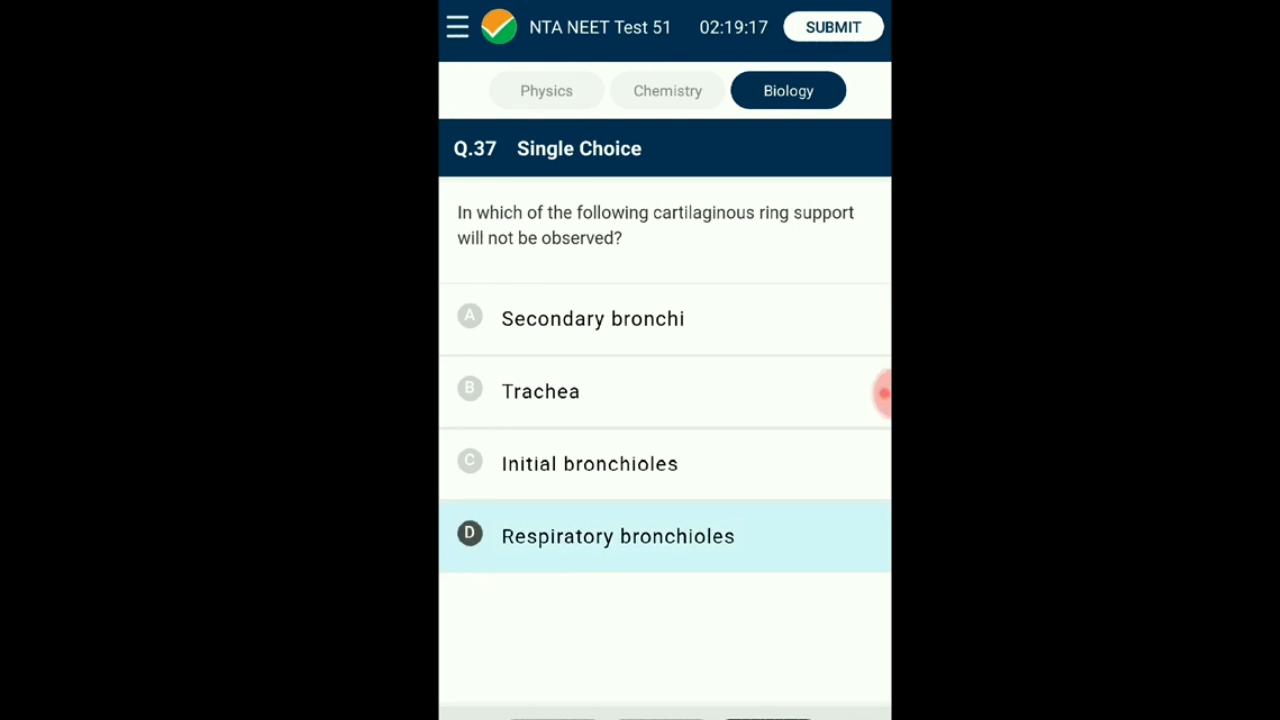 NTA NEET Test 51 02:19:17 SUBMIT
Physics Chemistry Biology
Q.37 Single Choice
In which of the following cartilaginous ring support
will not be observed?
A Secondary bronchi
B Trachea
C Initial bronchioles
D Respiratory bronchioles